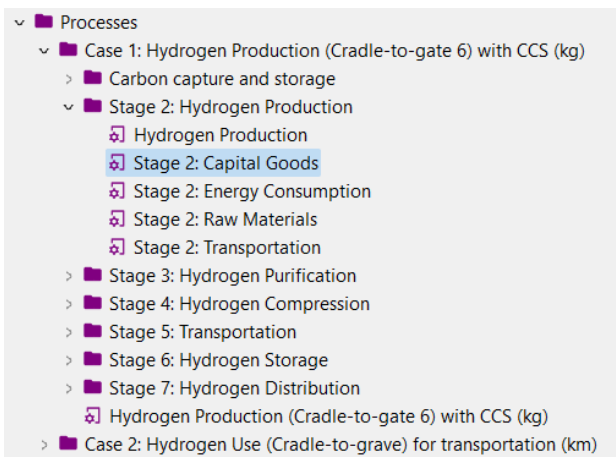 Processes
Case 1: Hydrogen Production (Cradle-to-gate 6) with CCS (kg)
Carbon capture and storage
Stage 2: Hydrogen Production
Hydrogen Production
Stage 2: Capital Goods
Stage 2: Energy Consumption
Stage 2: Raw Materials
Stage 2: Transportation
Stage 3: Hydrogen Purification
Stage 4: Hydrogen Compression
Stage 5: Transportation
Stage 6: Hydrogen Storage
Stage 7: Hydrogen Distribution
Hydrogen Production (Cradle-to-gate 6) with CCS (kg)
Case 2: Hydrogen Use (Cradle-to-grave) for transportation (km)